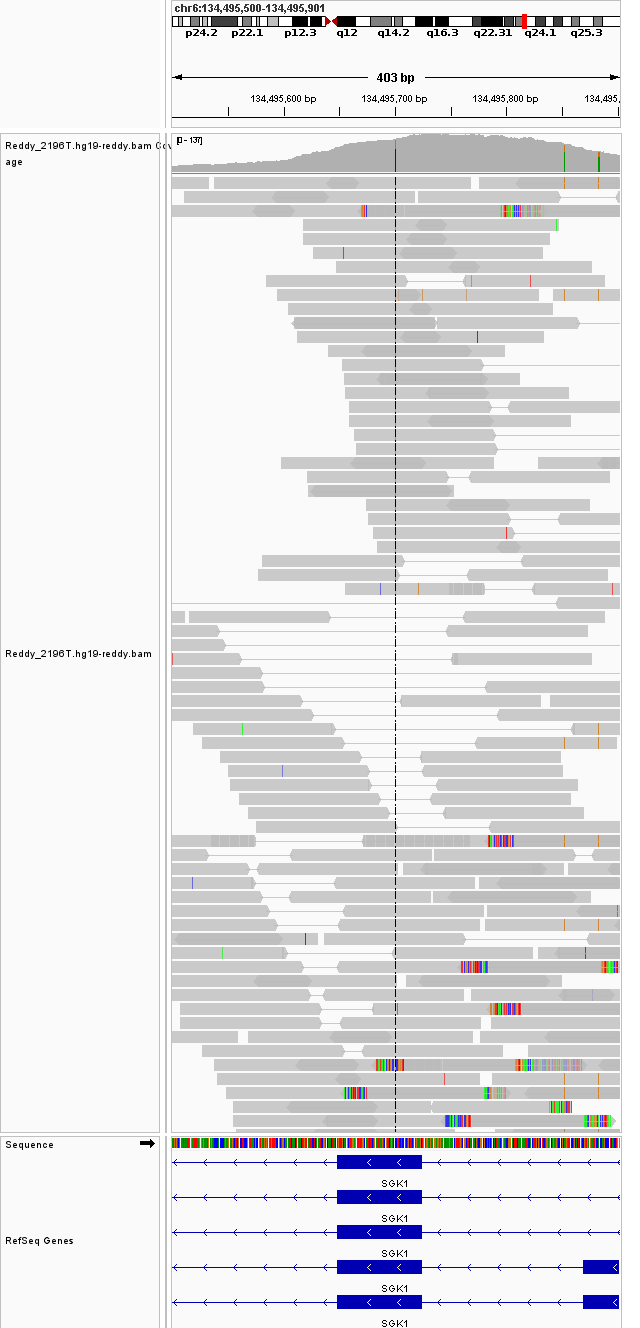 chr6:134,495,500-134,495,901
p24.2 p22.1 p12.3 q12 q14.2 q16.3 q22.31 q24.1 q25.3
403 bp
134,495,600 bp 134,495,700 bp 134,495,800 bp 134,495,
[0 - 137]
Reddy_2196T.hg19-reddy.bam Co
age
Reddy_2196T.hg19-reddy.bam
Sequence
SGK1
SGK1
SGK1
RefSeq Genes
SGK1
SGK1